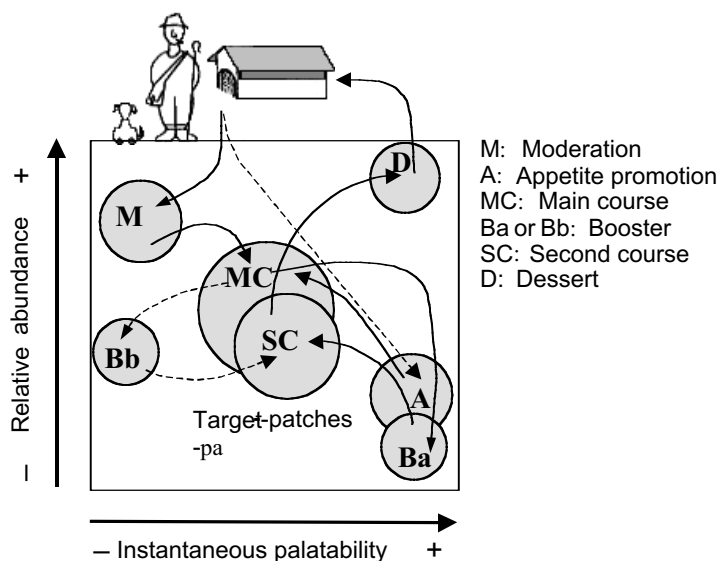 D
M: Moderation
A: Appetite promotion
MC: Main course
Ba or Bb: Booster
SC: Second course
D: Dessert
M
MC
SC
Bb
A
Ba
Target-patches
-pa
– Relative abundance +
– Instantaneous palatability +